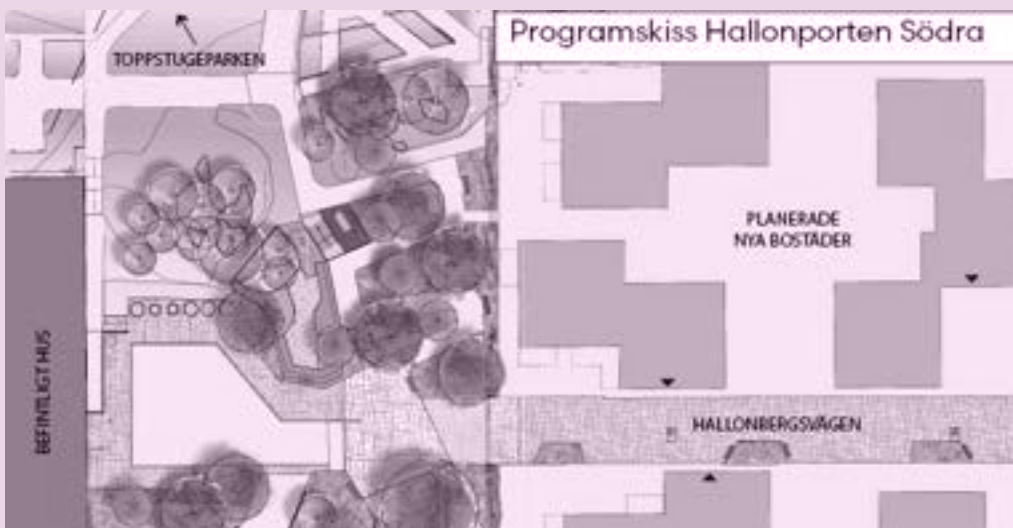 Programskiss Hallonporten Södra
TOPPSTUGEPARKEN
PLANERADE
NYA BOSTÄDER
BEFINTLIGT HUS
HALLONBERGSVÄGEN